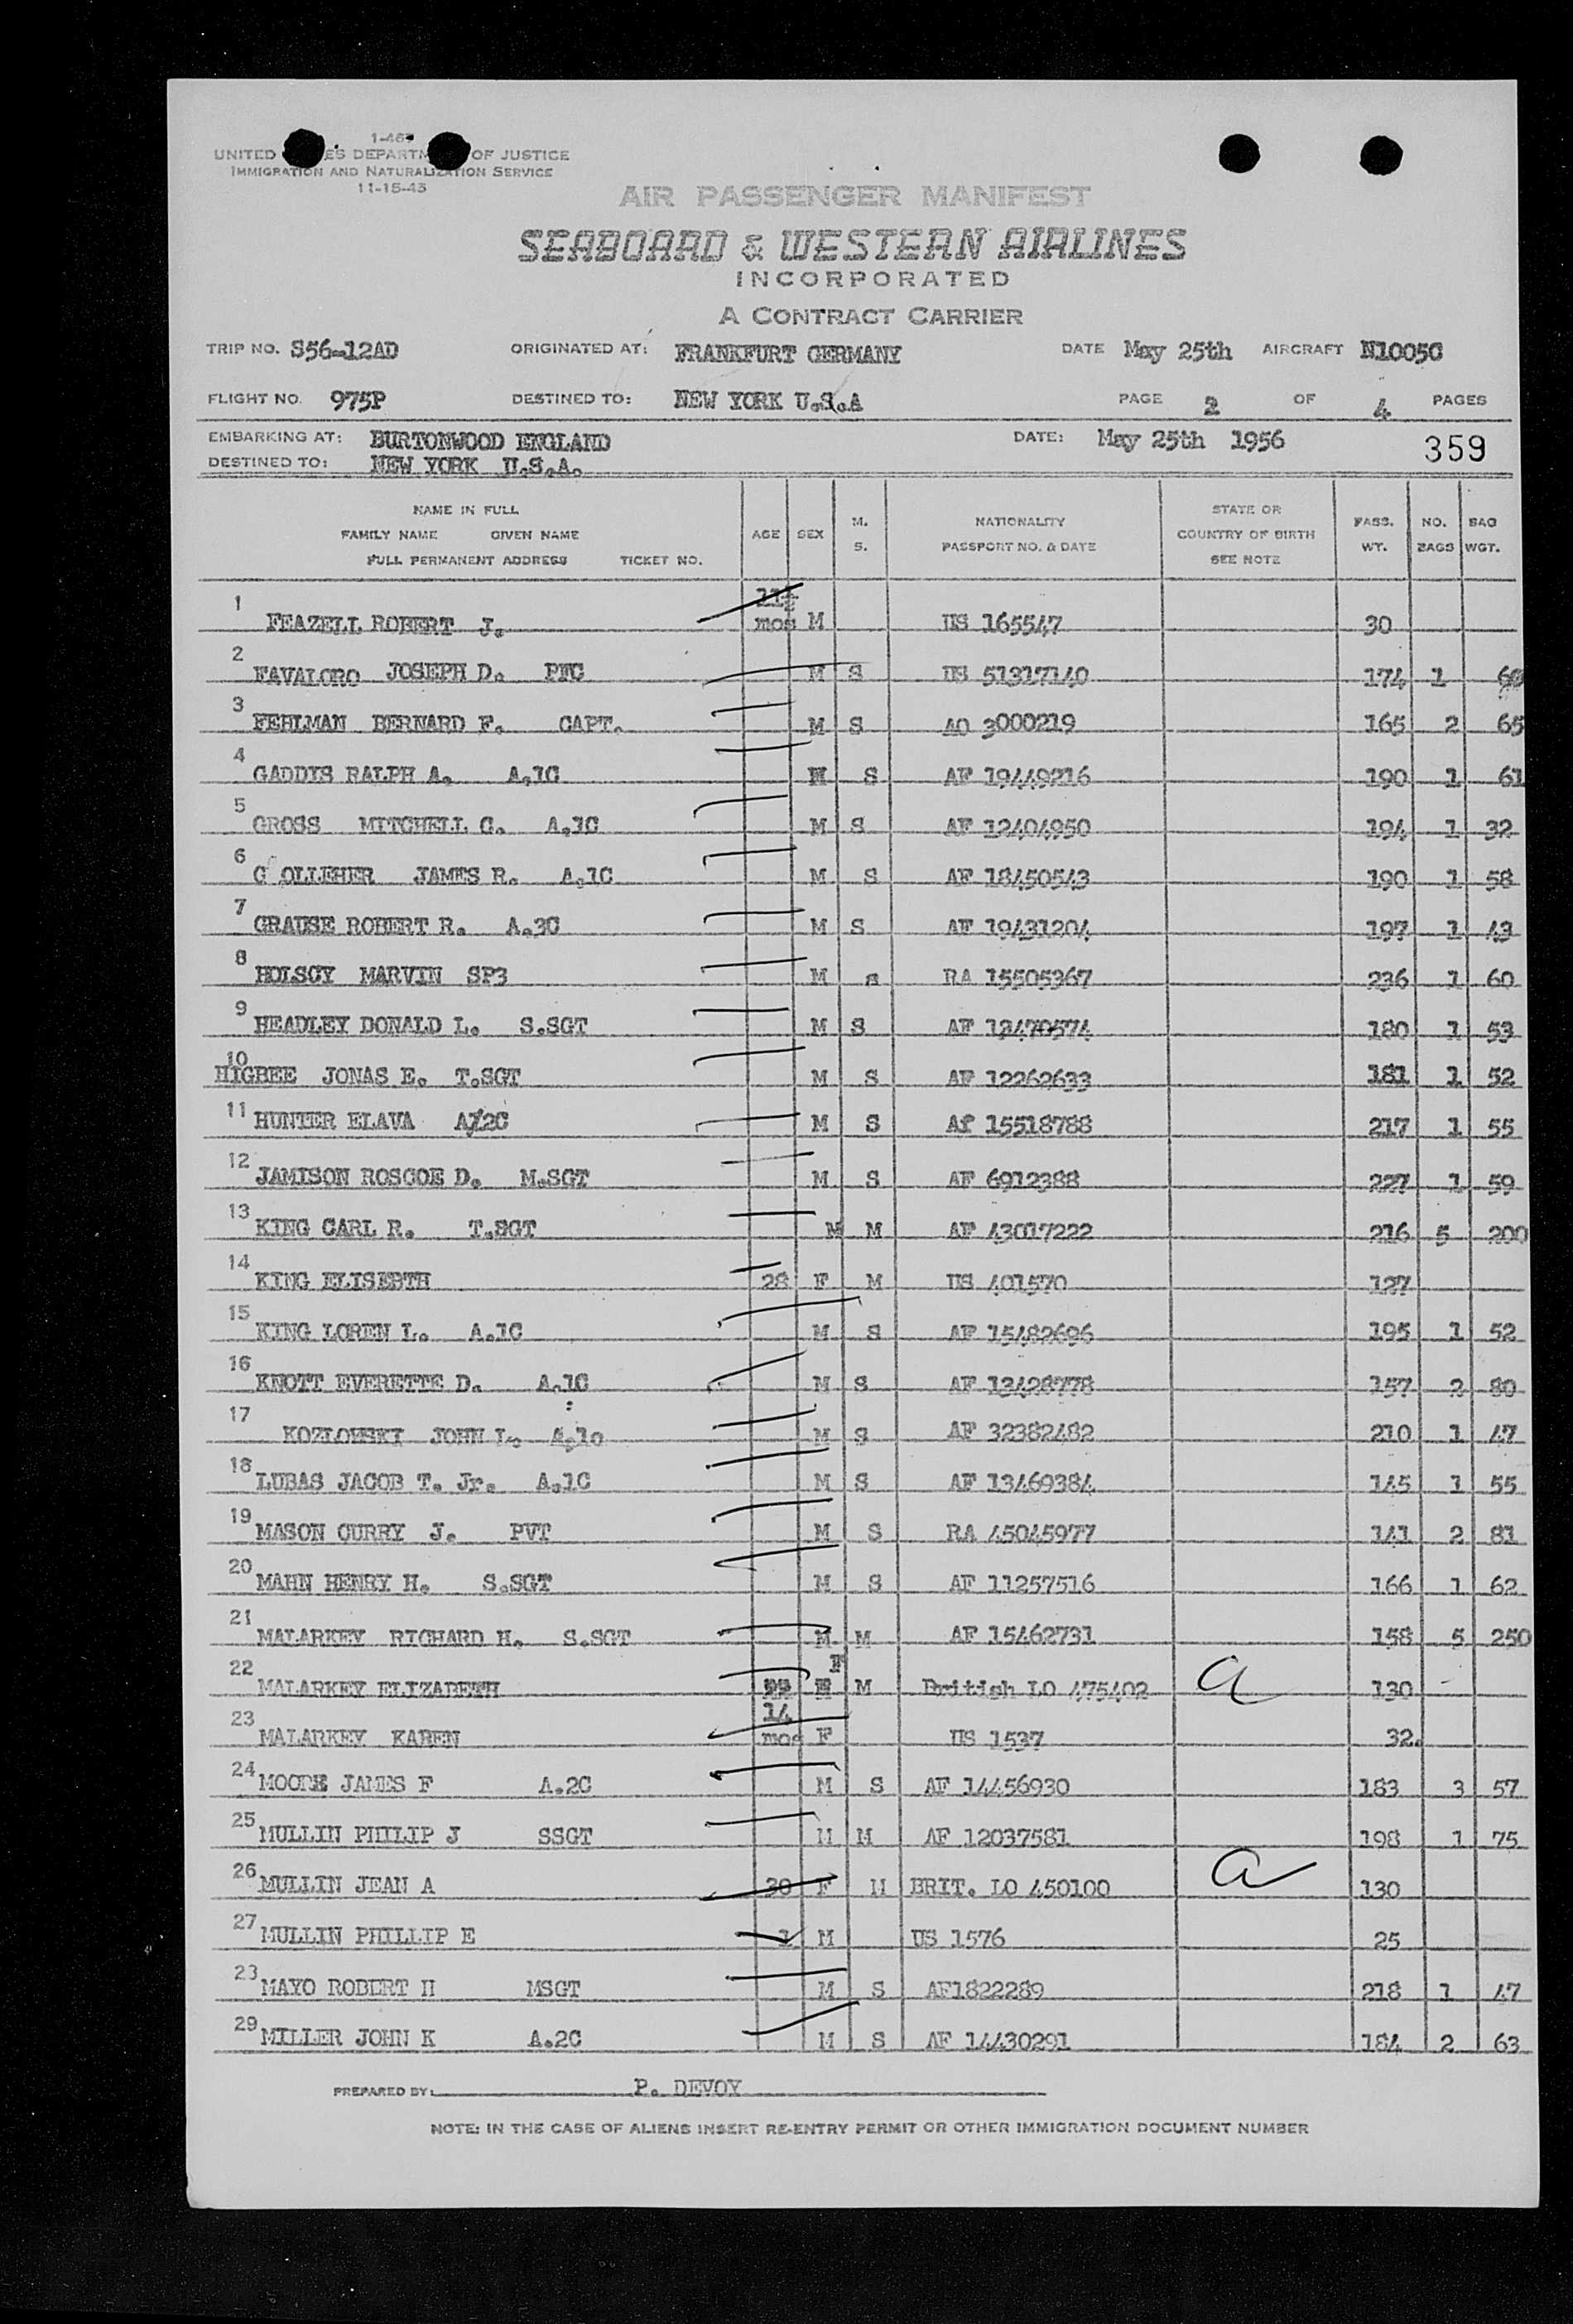 1-467
UNITED ES DEPARTM OF JUSTICE
IMMIGRATION AND NATURALIZATION SERVICE
11-15-43
AIR PASSENGER MANIFEST
SEABOARD & WESTERN AIRLINES
INCORPORATED
A CONTRACT CARRIER
TRIP NO. S56-12AD ORIGINATED AT: FRANKFURT GERMANY DATE May 25th AIRCRAFT N1005C
FLIGHT NO. 975P DESTINED TO: NEW YORK U.S.A PAGE 2 OF 4 PAGES
EMBARKING AT: BURTONWOOD ENGLAND DATE: May 25th 1956 359
DESTINED TO: NEW YORK U.S.A.
NAME IN FULL
FAMILY NAME GIVEN NAME
FULL PERMANENT ADDRESS TICKET NO. AGE SEX M. S. NATIONALITY PASSPORT NO. & DATE STATE OR COUNTRY OF BIRTH SEE NOTE PASS. WT. NO. BAGS BAG WGT.
1 FEAZELL ROBERT J. 11½ mos M US 165547 30
2 FAVALORO JOSEPH D. PFC M S US 51317140 174 1 60
3 FEHLMAN BERNARD F. CAPT. M S AO 3000219 165 2 65
4 GADDIS RALPH A. A,1C M S AF 19449216 190 1 61
5 GROSS MITCHELL C. A,3C M S AF 12404950 194 1 32
6 G OLLEHER JAMES R. A,1C M S AF 18450543 190 1 58
7 GRAUSE ROBERT R. A.3C M S AF 19431204 197 1 43
8 HOLSCY MARVIN SP3 M s RA 15505367 236 1 60
9 HEADLEY DONALD L. S.SGT M S AF 12470574 180 1 53
10 HIGBEE JONAS E. T.SGT M S AF 12262633 181 1 52
11 HUNTER ELAVA A/2C M S Af 15518788 217 1 55
12 JAMISON ROSCOE D. M.SGT M S AF 6912388 227 1 59
13 KING CARL R. T.SGT M M AF 43017222 216 5 200
14 KING ELISEBTH 28 F M US 401570 127
15 KING LOREN L. A.1C M S AF 15482696 195 1 52
16 KNOTT EVERETTE D. A.1C M S AF 13428778 157 2 80
17 KOZLOWSKI JOHN L. A,1c M S AF 32382482 210 1 47
18 LUBAS JACOB T. Jr. A.1C M S AF 13469384 145 1 55
19 MASON CURRY J. PVT M S RA 45045977 141 2 81
20 MAHN HENRY H. S.SGT M S AF 11257516 166 1 62
21 MALARKEY RICHARD H. S.SGT M M AF 15462731 158 5 250
22 MALARKEY ELIZABETH F M British LO 475402 a 130
23 MALARKEY KAREN 14 mos F US 1537 32.
24 MOODE JAMES F A.2C M S AF 14456930 183 3 57
25 MULLIN PHILIP J SSGT M M AF 12037581 198 1 75
26 MULLIN JEAN A 30 F M BRIT. LO 450100 a 130
27 MULLIN PHILLIP E 1 M US 1576 25
28 MAYO ROBERT H MSGT M S AF1822289 218 1 47
29 MILLER JOHN K A.2C M S AF 14430291 184 2 63
PREPARED BY: P. DEVOY
NOTE: IN THE CASE OF ALIENS INSERT RE-ENTRY PERMIT OR OTHER IMMIGRATION DOCUMENT NUMBER